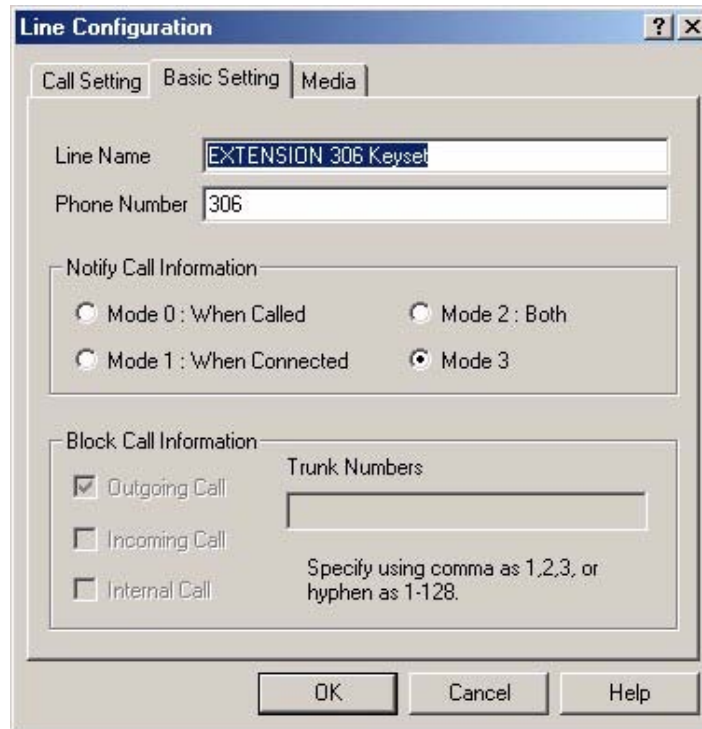 Line Configuration
Call Setting
Basic Setting
Media
Line Name
EXTENSION 306 Keyset
Phone Number
306
Notify Call Information
Mode 0 : When Called
Mode 2 : Both
Mode 1 : When Connected
Mode 3
Block Call Information
Trunk Numbers
Outgoing Call
Incoming Call
Internal Call
Specify using comma as 1,2,3, or
hyphen as 1-128.
OK
Cancel
Help